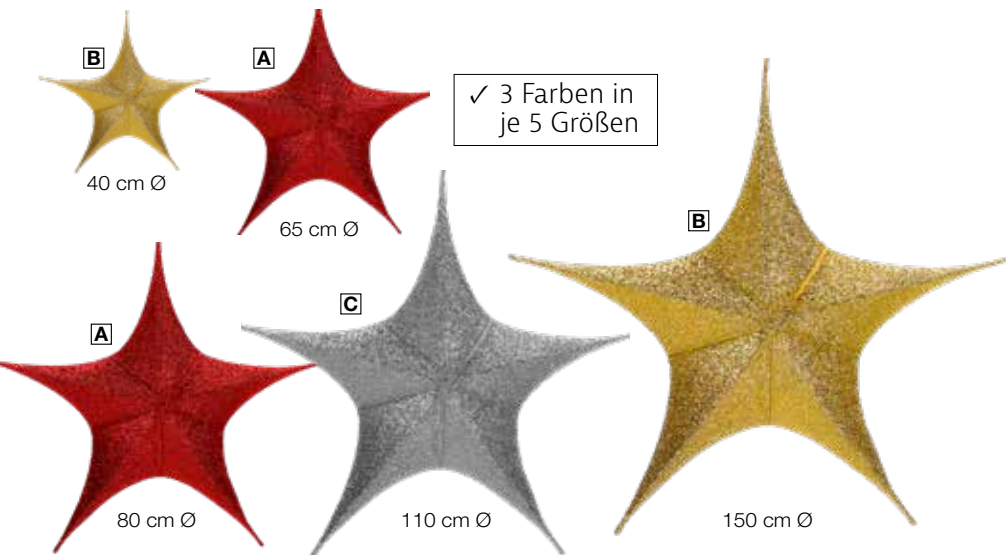 B
A
✓ 3 Farben in
je 5 Größen
40 cm Ø
65 cm Ø
B
C
A
80 cm Ø
110 cm Ø
150 cm Ø